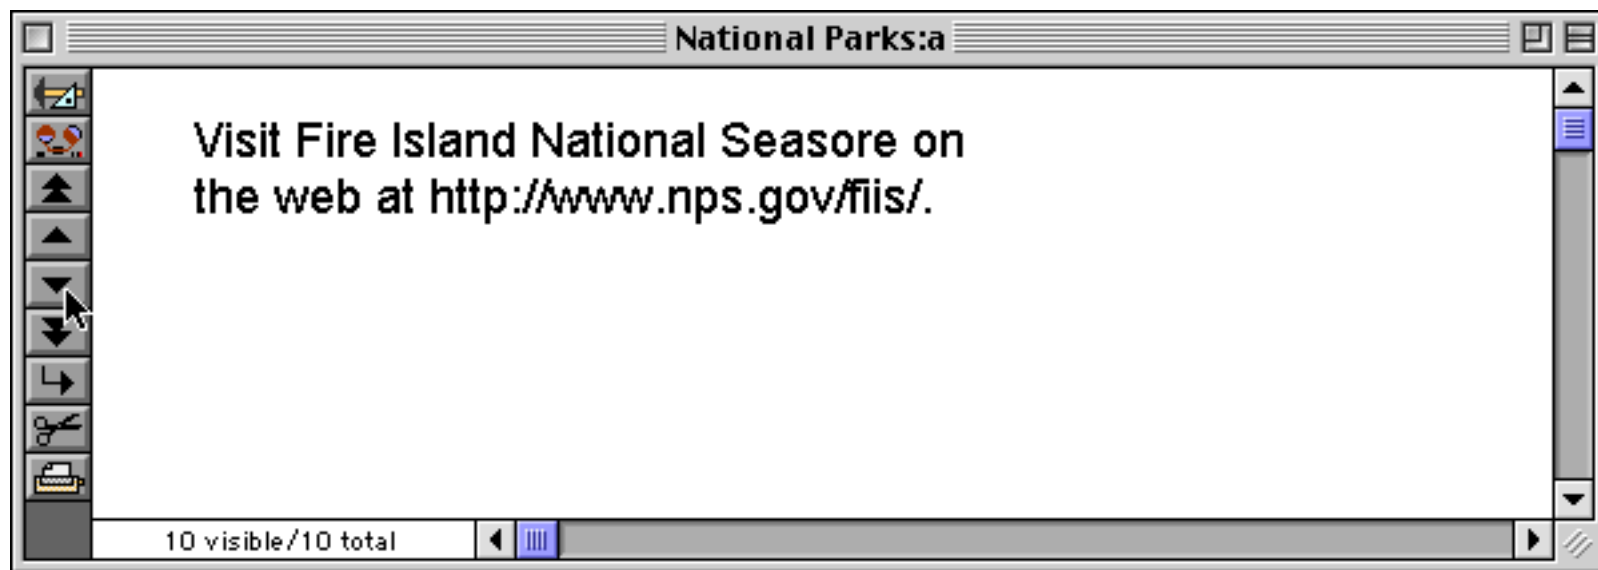 National Parks:a
Visit Fire Island National Seasore on
the web at http://www.nps.gov/fiis/.
10 visible/10 total